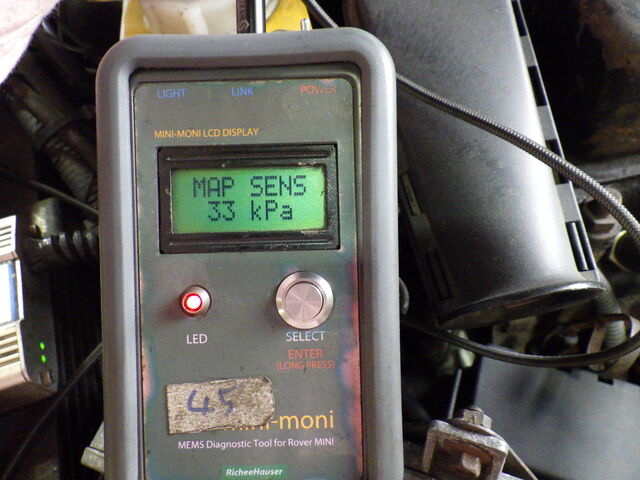 LIGHT LINK POWER
MINI-MONI LCD DISPLAY
MAP SENS
33 kPa
LED
SELECT
ENTER
(LONG PRESS)
45
-moni
MEMS Diagnostic Tool for Rover MINI
RicheeHauser